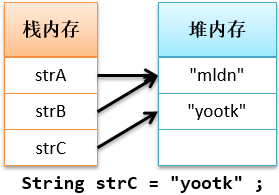 栈内存
堆内存
strA
"mldn"
strB
"yootk"
strC
String strC = "yootk" ;